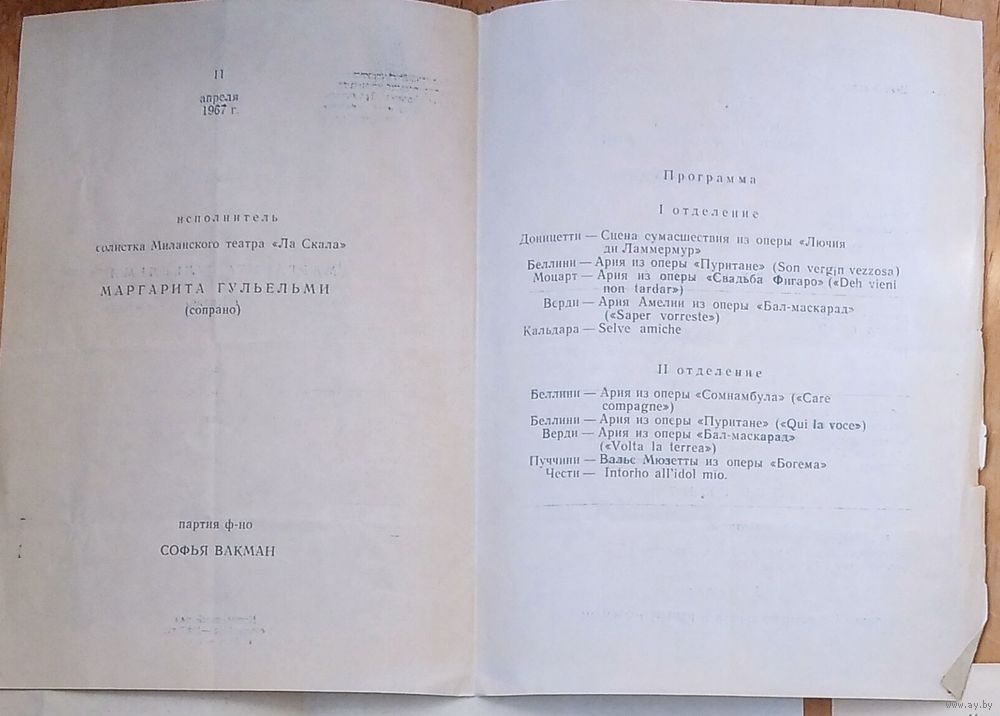 11
апреля
1967 г.
исполнитель
солистка Миланского театра «Ла Скала»
МАРГАРИТА ГУЛЬЕЛЬМИ
(сопрано)
партия ф-но
СОФЬЯ ВАКМАН
Программа
I отделение
Доницетти — Сцена сумасшествия из оперы «Лючия
ди Ламмермур»
Беллини — Ария из оперы «Пуритане» (Son vergin vezzosa)
Моцарт — Ария из оперы «Свадьба Фигаро» («Deh vieni
non tardar»)
Верди — Ария Амелии из оперы «Бал-маскарад»
(«Saper vorreste»)
Кальдара — Selve amiche
II отделение
Беллини — Ария из оперы «Сомнамбула» («Care
compagne»)
Беллини — Ария из оперы «Пуритане» («Qui la voce»)
Верди — Ария из оперы «Бал-маскарад»
(«Volta la terrea»)
Пуччини — Вальс Мюзетты из оперы «Богема»
Чести — Intorho all'idol mio.
www.ay.by